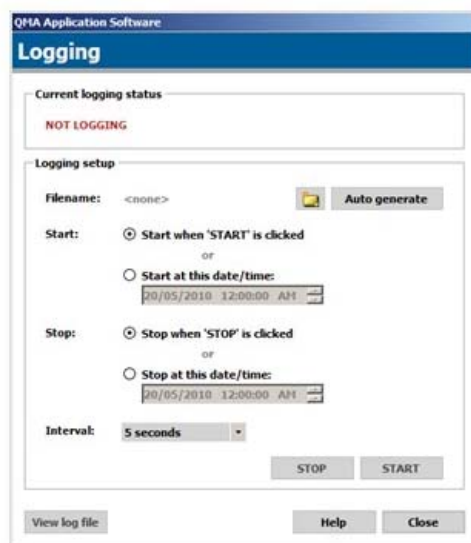 QMA Application Software
Logging
Current logging status
NOT LOGGING
Logging setup
Filename: <none> Auto generate
Start: Start when 'START' is clicked
or
Start at this date/time:
20/05/2010 12:00:00 AM
Stop: Stop when 'STOP' is clicked
or
Stop at this date/time:
20/05/2010 12:00:00 AM
Interval: 5 seconds
STOP START
View log file Help Close